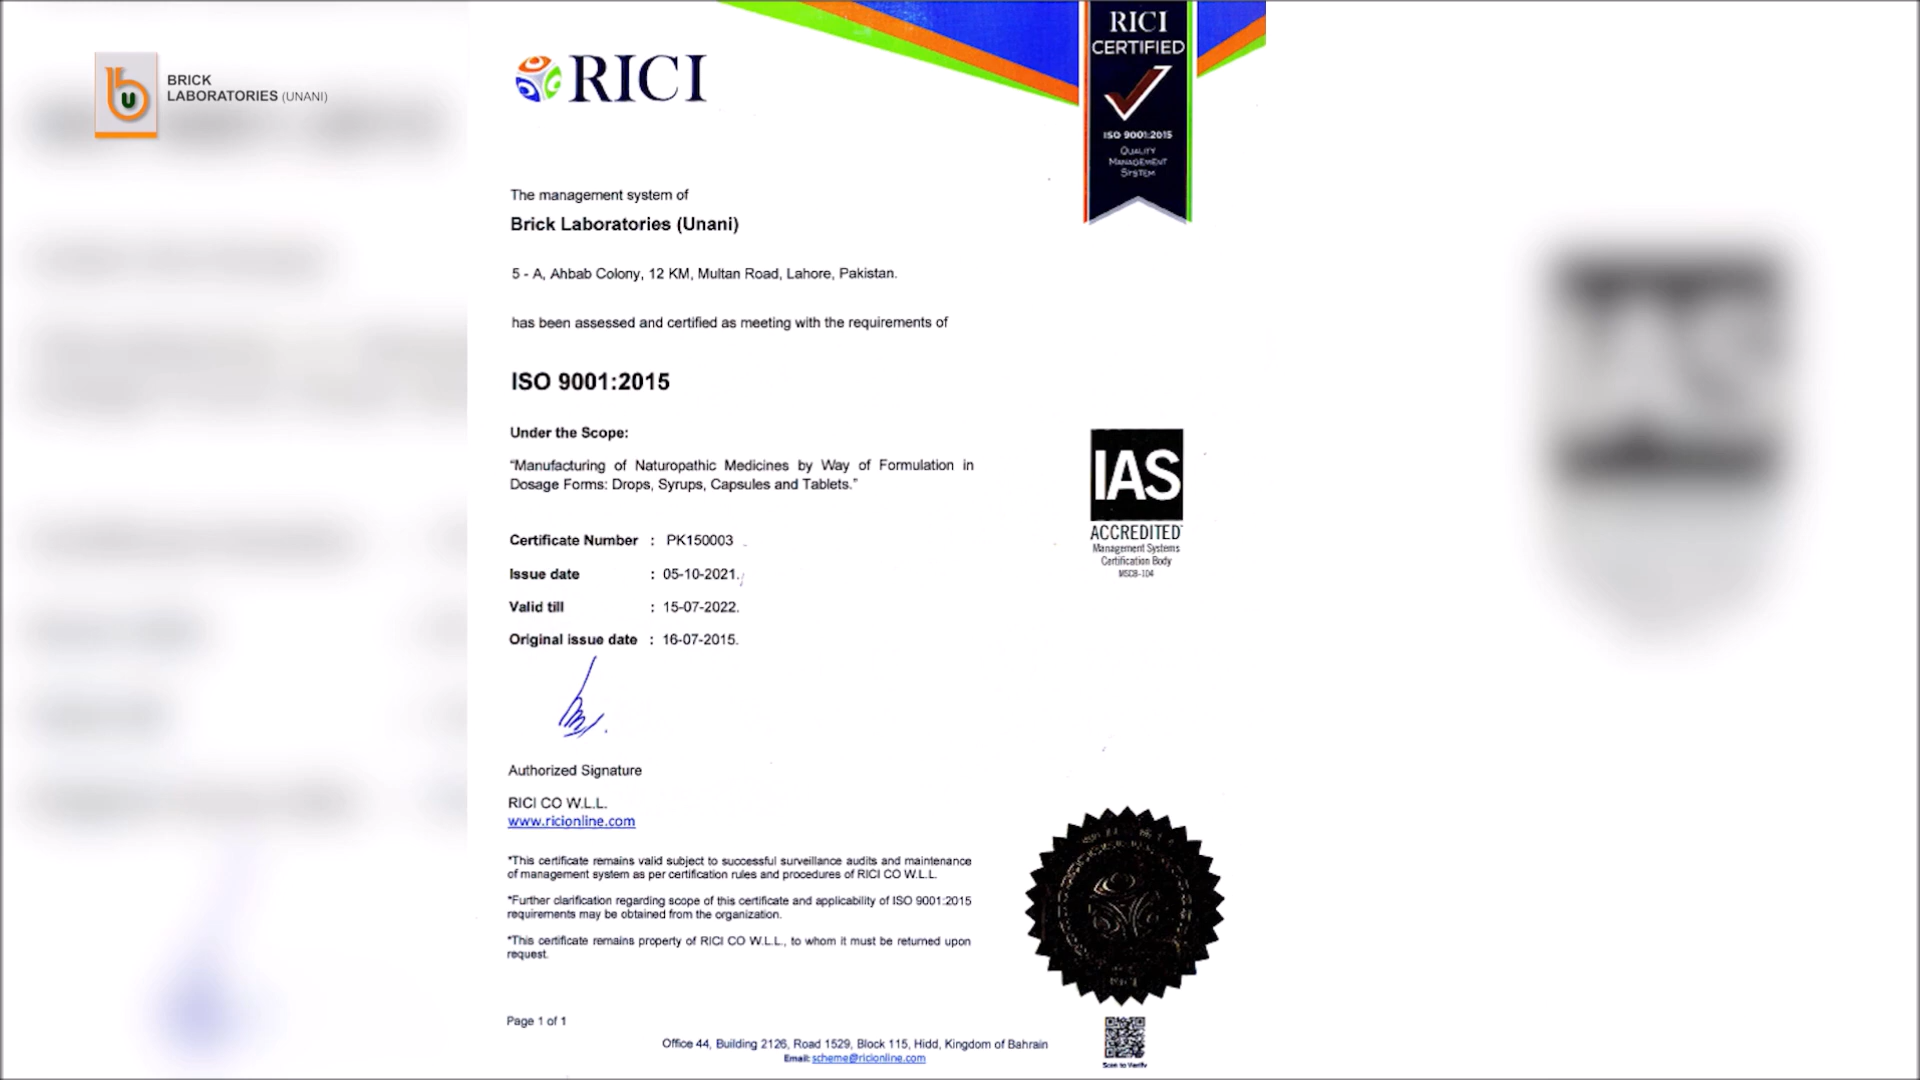 BRICK
LABORATORIES (UNANI)
RICI
RICI
CERTIFIED
ISO 9001:2015
QUALITY
MANAGEMENT
SYSTEM
The management system of
Brick Laboratories (Unani)
5 - A, Ahbab Colony, 12 KM, Multan Road, Lahore, Pakistan.
has been assessed and certified as meeting with the requirements of
ISO 9001:2015
Under the Scope:
“Manufacturing of Naturopathic Medicines by Way of Formulation in
Dosage Forms: Drops, Syrups, Capsules and Tablets.”
IAS
ACCREDITED
Management Systems
Certification Body
MSCB-104
Certificate Number : PK150003
Issue date : 05-10-2021.
Valid till : 15-07-2022.
Original issue date : 16-07-2015.
Authorized Signature
RICI CO W.L.L.
www.ricionline.com
*This certificate remains valid subject to successful surveillance audits and maintenance
of management system as per certification rules and procedures of RICI CO W.L.L.
*Further clarification regarding scope of this certificate and applicability of ISO 9001:2015
requirements may be obtained from the organization.
*This certificate remains property of RICI CO W.L.L., to whom it must be returned upon
request.
Page 1 of 1
Office 44, Building 2126, Road 1529, Block 115, Hidd, Kingdom of Bahrain
Email: scheme@ricionline.com
Scan to Verify